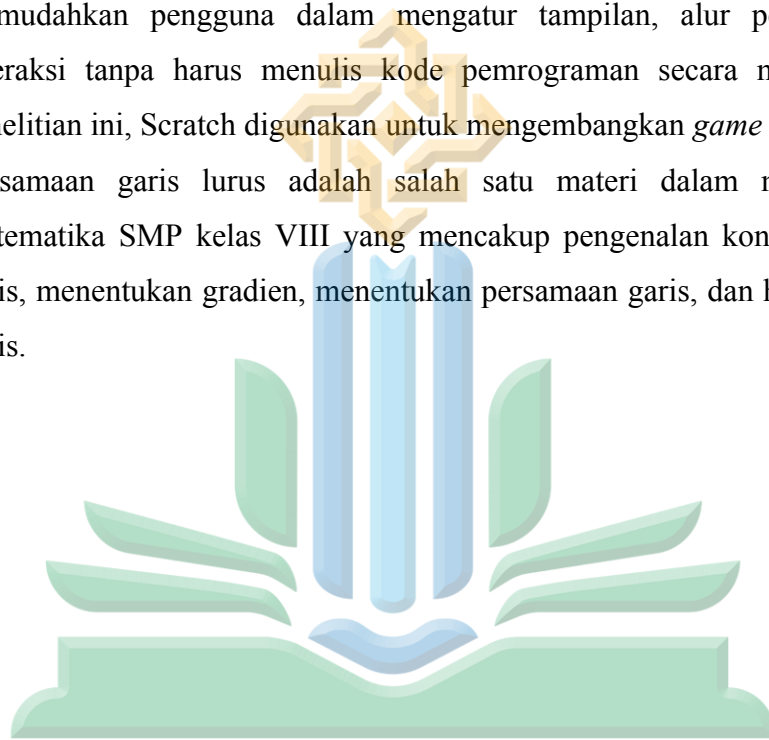 mudahkan pengguna dalam mengatur tampilan, alur p
eraksi tanpa harus menulis kode pemrograman secara
elitian ini, Scratch digunakan untuk mengembangkan game
samaan garis lurus adalah salah satu materi dalam
tematika SMP kelas VIII yang mencakup pengenalan kon
is, menentukan gradien, menentukan persamaan garis, dan
is.